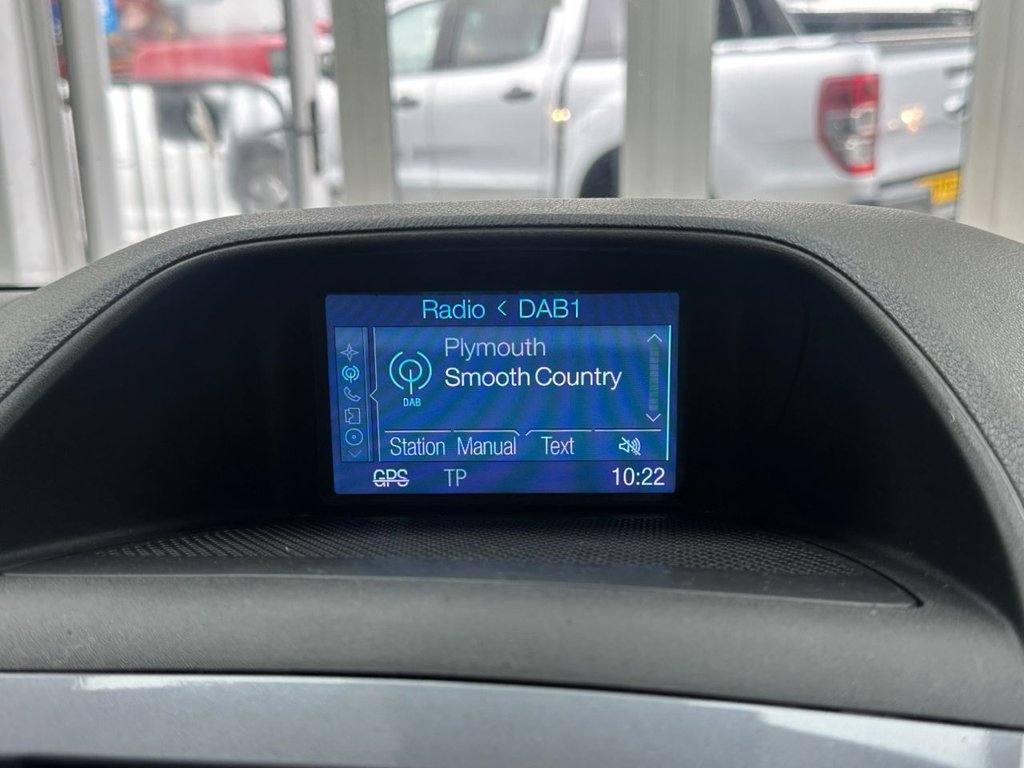 Radio < DAB1
Plymouth
Smooth Country
DAB
Station Manual Text
GPS TP 10:22